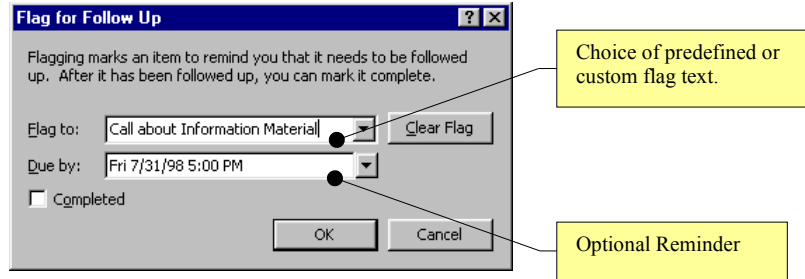 Flag for Follow Up
Flagging marks an item to remind you that it needs to be followed
up. After it has been followed up, you can mark it complete.
Flag to: Call about Information Material Clear Flag
Due by: Fri 7/31/98 5:00 PM
Completed
OK Cancel
Choice of predefined or
custom flag text.
Optional Reminder